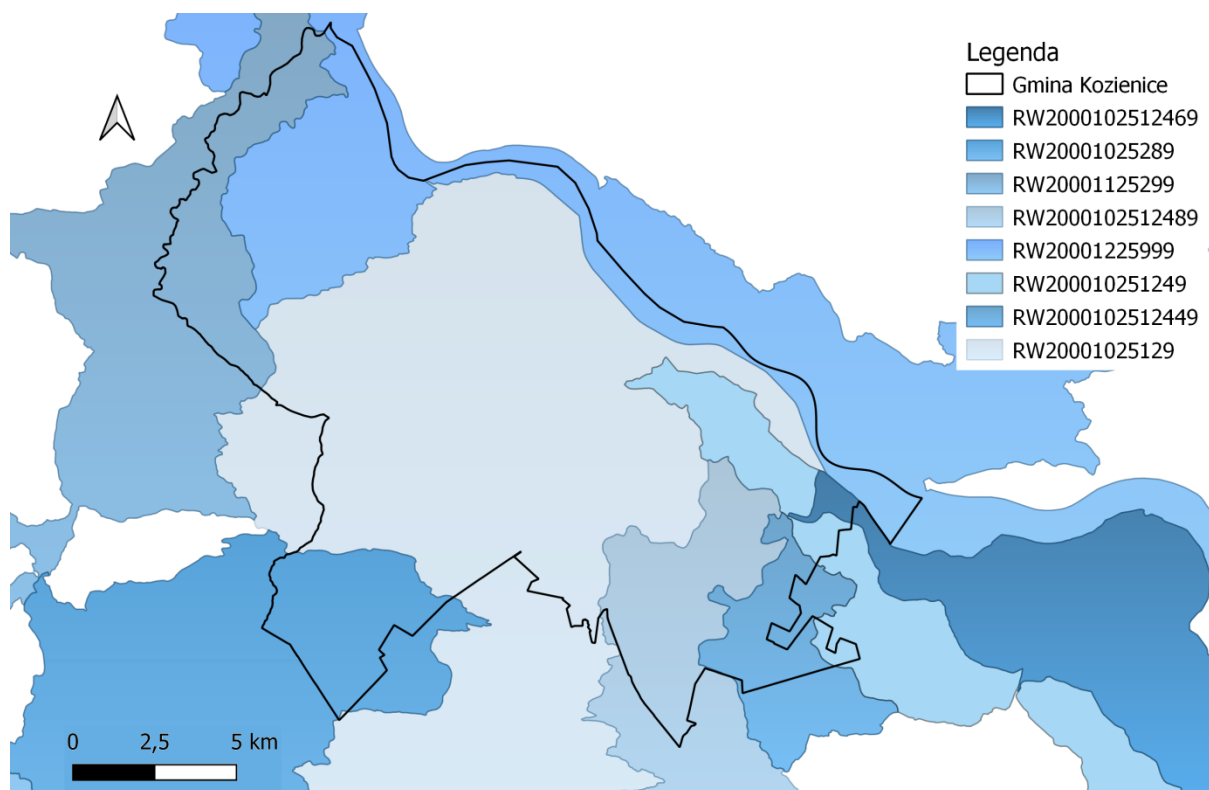 Legenda
Gmina Kozienice
RW2000102512469
RW20001025289
RW20001125299
RW2000102512489
RW20001225999
RW200010251249
RW2000102512449
RW20001025129
0 2,5 5 km